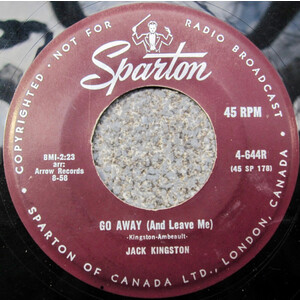 COPYRIGHTED · NOT FOR RADIO BROADCAST
Sparton
45 RPM
BMI-2:23
arr:
Arrow Records
8-58
4-644R
(45 SP 178)
GO AWAY (And Leave Me)
-Kingston-Ambeault-
JACK KINGSTON
SPARTON OF CANADA LTD., LONDON, CANADA.